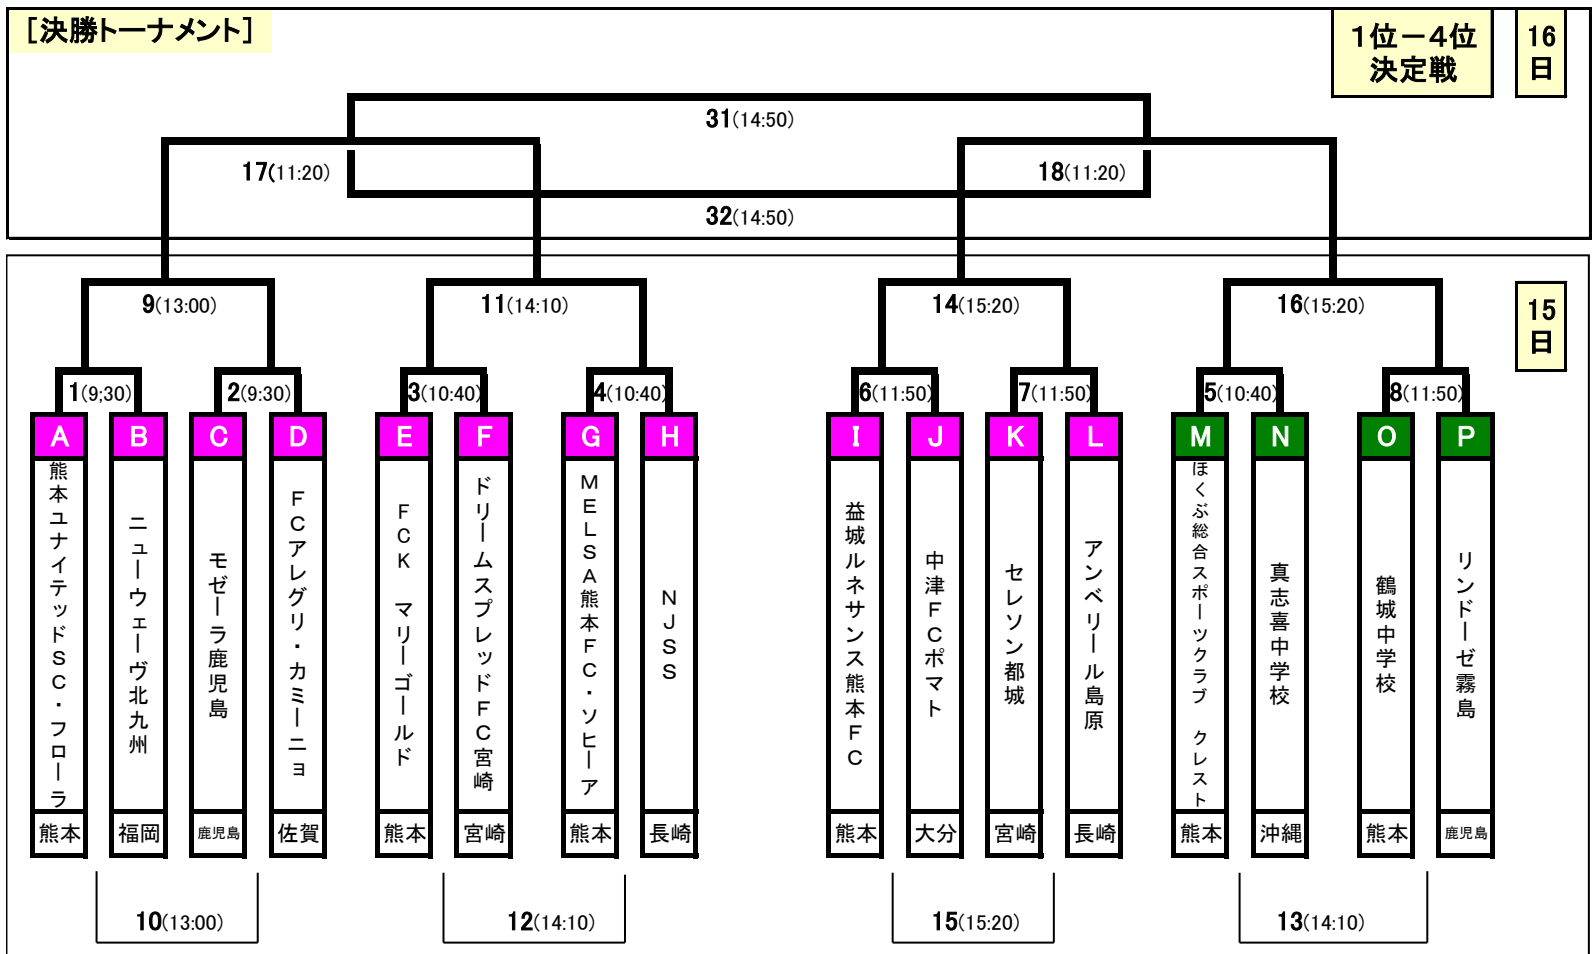 ［決勝トーナメント］
１位－４位
決定戦
16
日
31(14:50)
17(11:20)
18(11:20)
32(14:50)
9(13:00)
11(14:10)
14(15:20)
16(15:20)
15
日
1(9;30)
2(9:30)
3(10:40)
4(10:40)
6(11:50)
7(11:50)
5(10:40)
8(11:50)
A
B
C
D
E
F
G
H
I
J
K
L
M
N
O
P
熊本ユナイテッドＳＣ・フローラ
ニューウェーヴ北九州
モゼーラ鹿児島
ＦＣアレグリ・カミーニョ
ＦＣＫ　マリーゴールド
ドリームスプレッドＦＣ宮崎
ＭＥＬＳＡ熊本ＦＣ・ソヒーア
ＮＪＳＳ
益城ルネサンス熊本ＦＣ
中津ＦＣポマト
セレソン都城
アンベリール島原
ほくぶ総合スポーツクラブ　クレスト
真志喜中学校
鶴城中学校
リンドーゼ霧島
熊本
福岡
鹿児島
佐賀
熊本
宮崎
熊本
長崎
熊本
大分
宮崎
長崎
熊本
沖縄
熊本
鹿児島
10(13:00)
12(14:10)
15(15:20)
13(14:10)